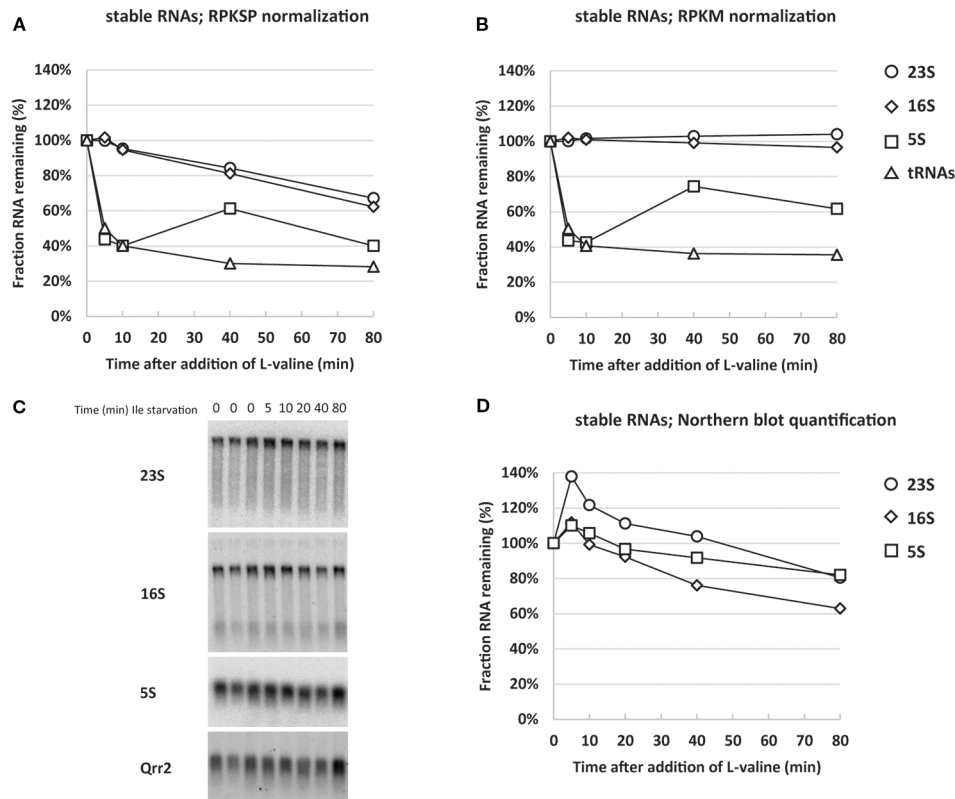 A
stable RNAs; RPKSP normalization
Fraction RNA remaining (%)
140%
120%
100%
80%
60%
40%
20%
0%
0 10 20 30 40 50 60 70 80
Time after addition of L-valine (min)
B
stable RNAs; RPKM normalization
Fraction RNA remaining (%)
140%
120%
100%
80%
60%
40%
20%
0%
0 10 20 30 40 50 60 70 80
Time after addition of L-valine (min)
23S
16S
5S
tRNAs
C
Time (min) Ile starvation 0 0 0 5 10 20 40 80
23S
16S
5S
Qrr2
D
stable RNAs; Northern blot quantification
Fraction RNA remaining (%)
140%
120%
100%
80%
60%
40%
20%
0%
0 10 20 30 40 50 60 70 80
Time after addition of L-valine (min)
23S
16S
5S